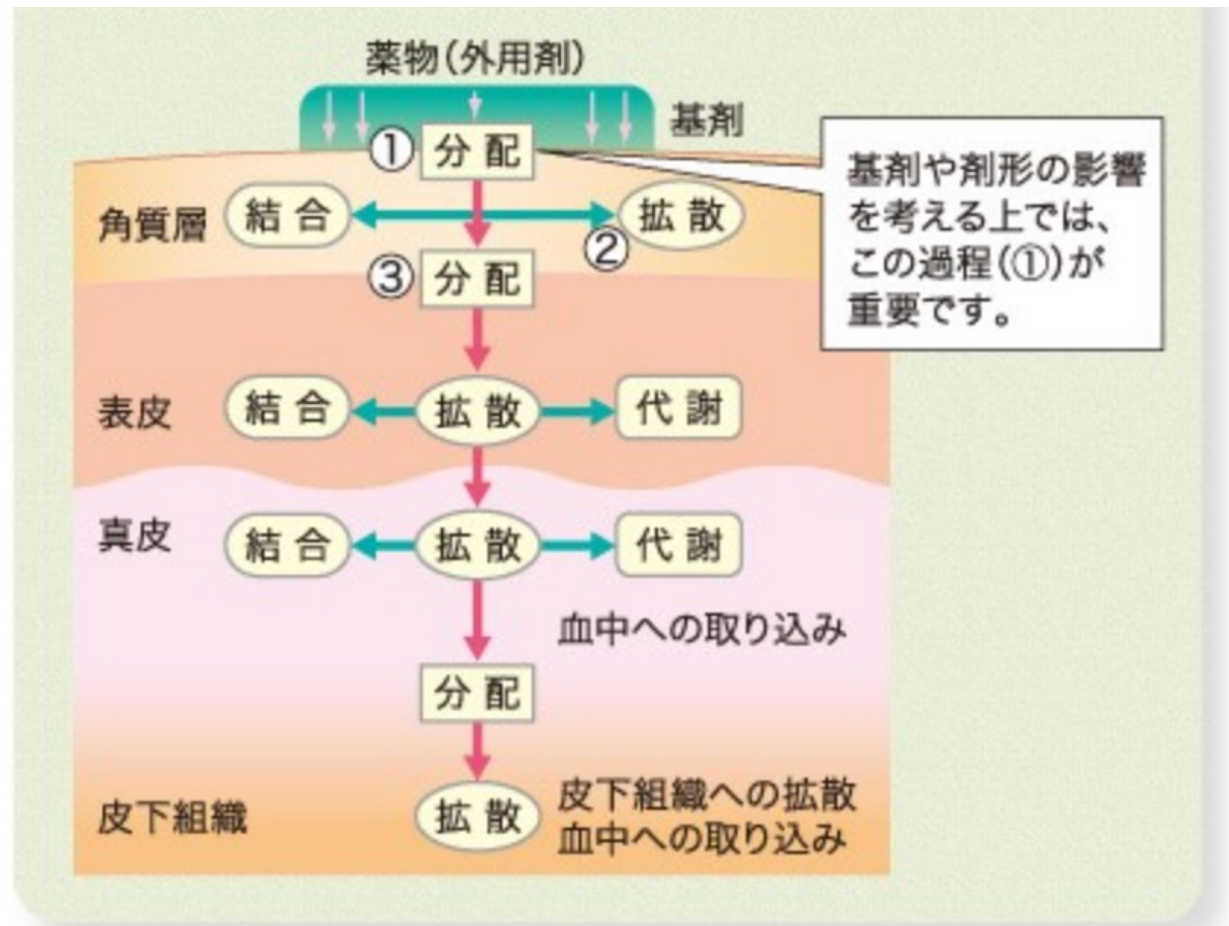 薬物(外用剤)
基剤
① 分配
基剤や剤形の影響
を考える上では、
この過程(①)が
重要です。
角質層
結合
拡散
②
③ 分配
表皮
結合
拡散
代謝
真皮
結合
拡散
代謝
血中への取り込み
分配
皮下組織
拡散
皮下組織への拡散
血中への取り込み